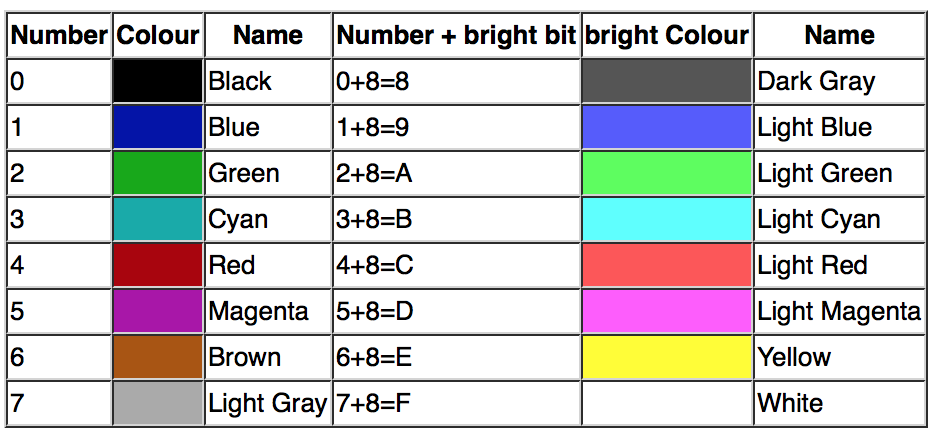 Number Colour Name Number + bright bit bright Colour Name
0 Black 0+8=8 Dark Gray
1 Blue 1+8=9 Light Blue
2 Green 2+8=A Light Green
3 Cyan 3+8=B Light Cyan
4 Red 4+8=C Light Red
5 Magenta 5+8=D Light Magenta
6 Brown 6+8=E Yellow
7 Light Gray 7+8=F White